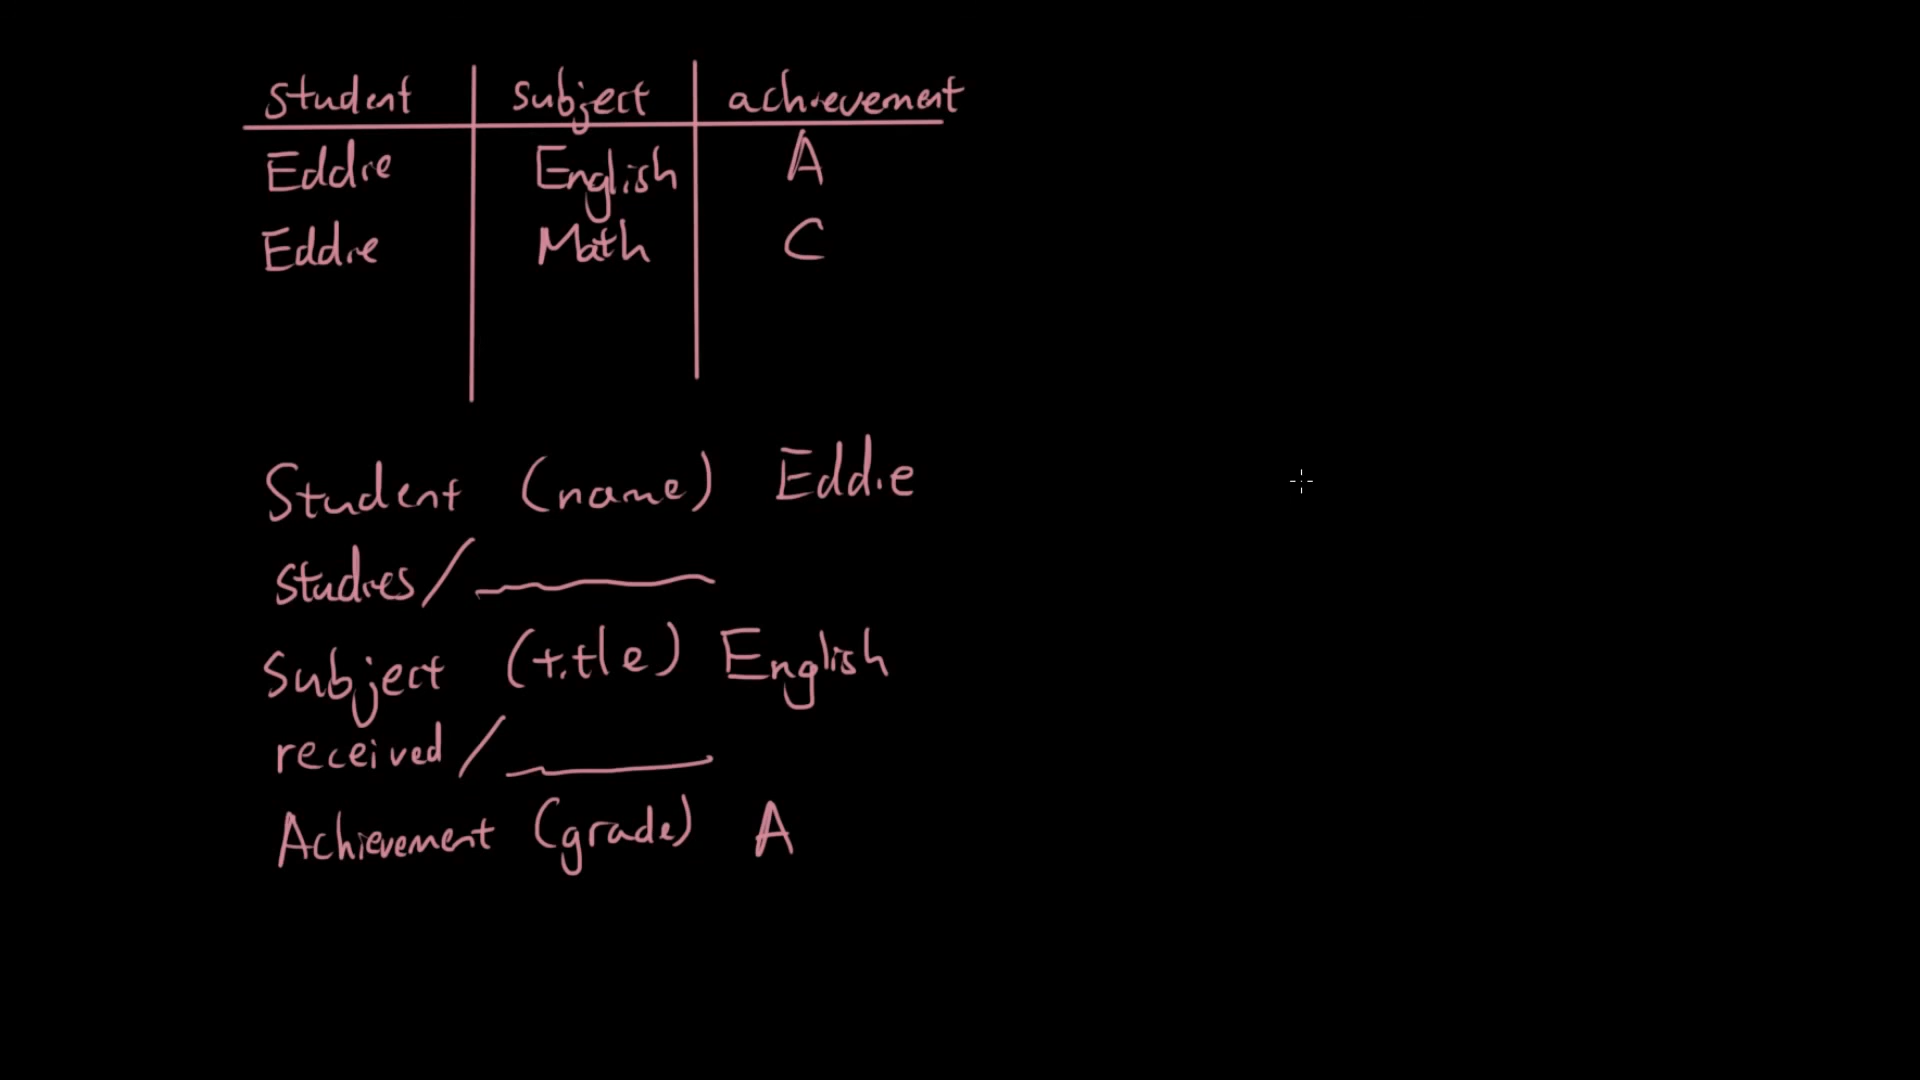 Student subject achievement
Eddie English A
Eddie Math C
Student (name) Eddie
studies/
Subject (title) English
received/
Achievement (grade) A